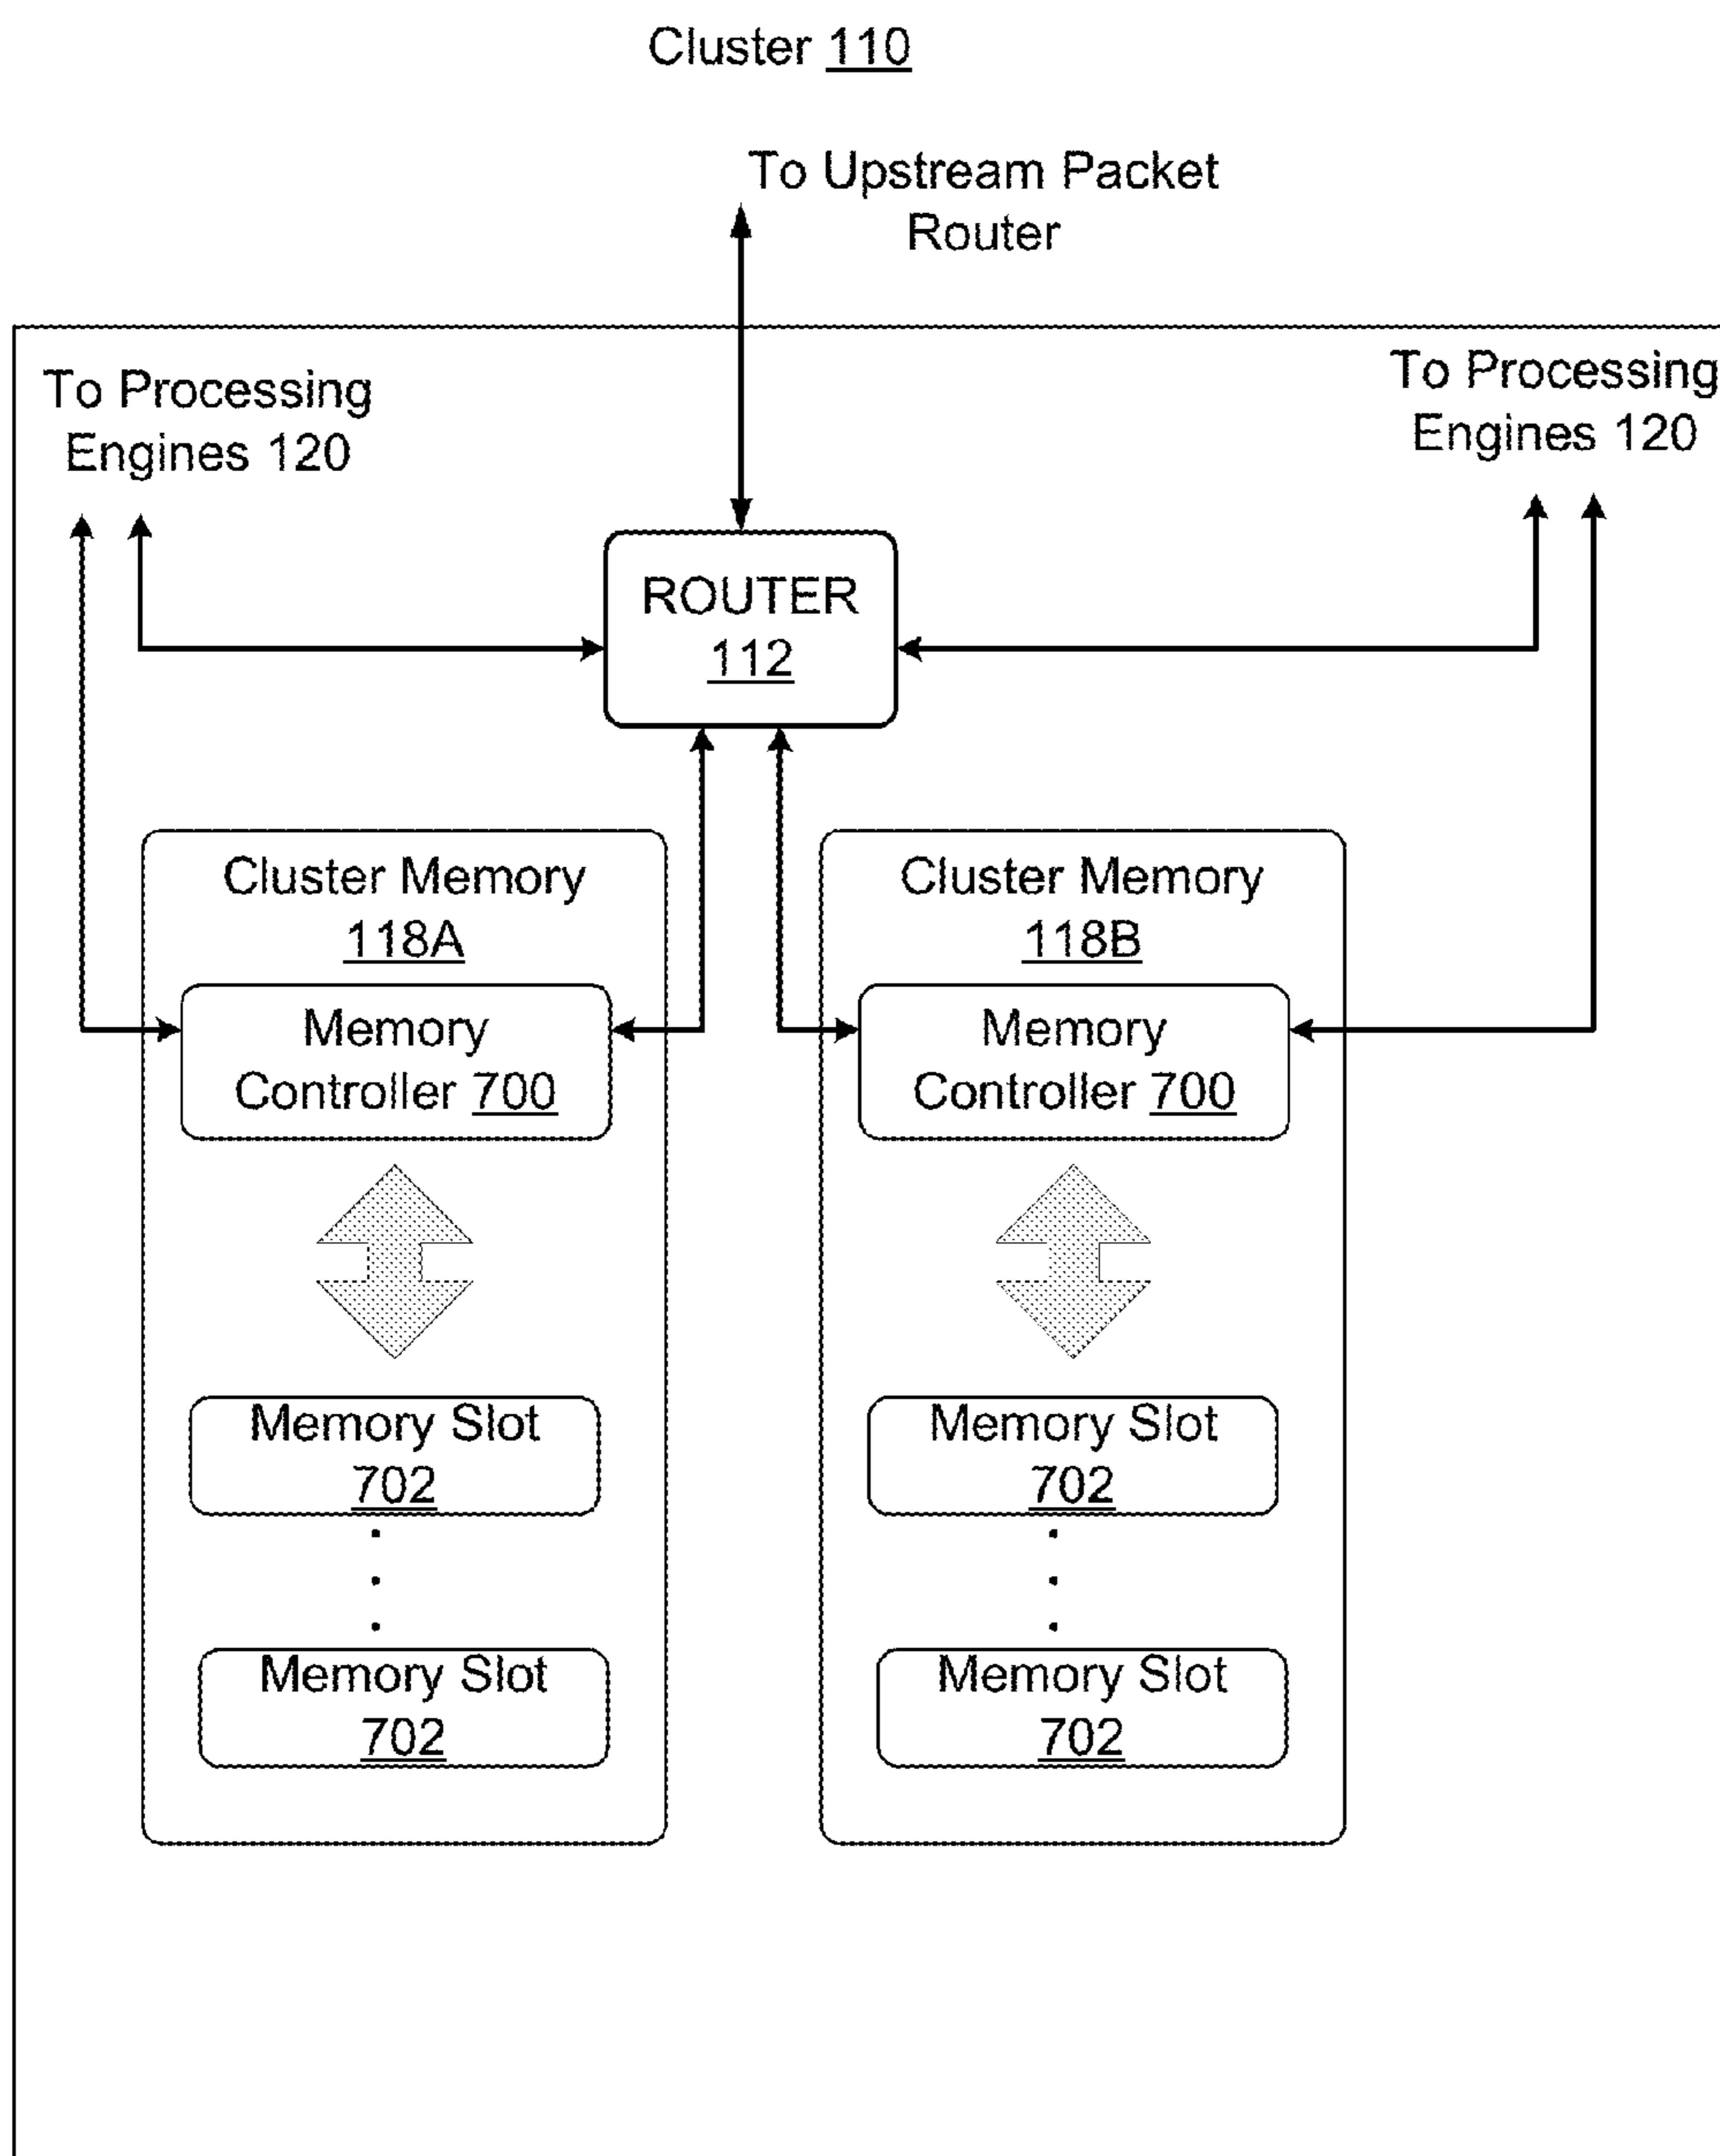 Cluster 110
To Upstream Packet
Router
To Processing
Engines 120
To Processing
Engines 120
ROUTER
112
Cluster Memory
118A
Memory
Controller 700
Memory Slot
702
Memory Slot
702
Cluster Memory
118B
Memory
Controller 700
Memory Slot
702
Memory Slot
702